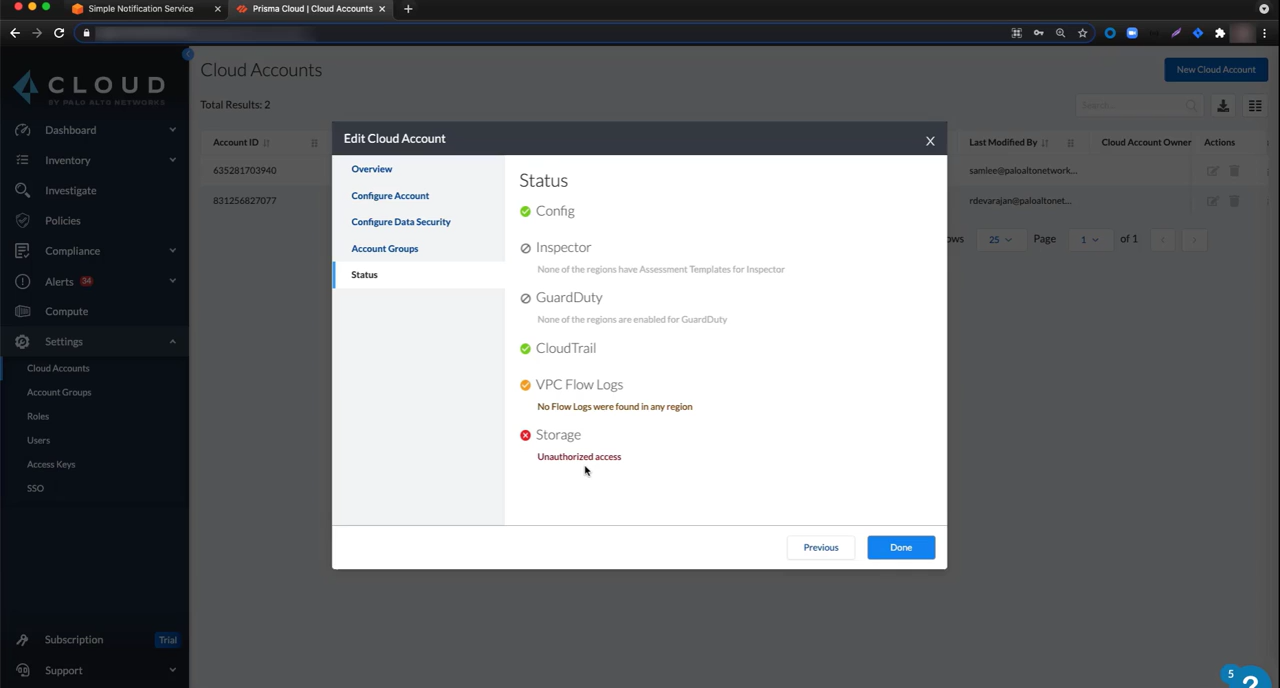 Simple Notification Service
Prisma Cloud | Cloud Accounts
CLOUD
BY PALO ALTO NETWORKS
Dashboard
Inventory
Investigate
Policies
Compliance
Alerts 34
Compute
Settings
Cloud Accounts
Account Groups
Roles
Users
Access Keys
SSO
Subscription Trial
Support
Cloud Accounts
New Cloud Account
Total Results: 2
Search...
Account ID
Last Modified By
Cloud Account Owner
Actions
635281703940
samlee@paloaltonetwork...
831256827077
rdevarajan@paloaltonet...
25 Page 1 of 1
Edit Cloud Account
Overview
Configure Account
Configure Data Security
Account Groups
Status
Status
Config
Inspector
None of the regions have Assessment Templates for Inspector
GuardDuty
None of the regions are enabled for GuardDuty
CloudTrail
VPC Flow Logs
No Flow Logs were found in any region
Storage
Unauthorized access
Previous
Done
5
?